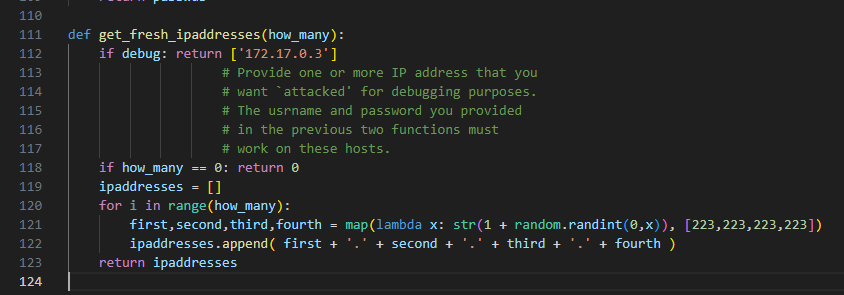 110
111 def get_fresh_ipaddresses(how_many):
112 if debug: return ['172.17.0.3']
113 # Provide one or more IP address that you
114 # want `attacked' for debugging purposes.
115 # The usrname and password you provided
116 # in the previous two functions must
117 # work on these hosts.
118 if how_many == 0: return 0
119 ipaddresses = []
120 for i in range(how_many):
121 first,second,third,fourth = map(lambda x: str(1 + random.randint(0,x)), [223,223,223,223])
122 ipaddresses.append( first + '.' + second + '.' + third + '.' + fourth )
123 return ipaddresses
124